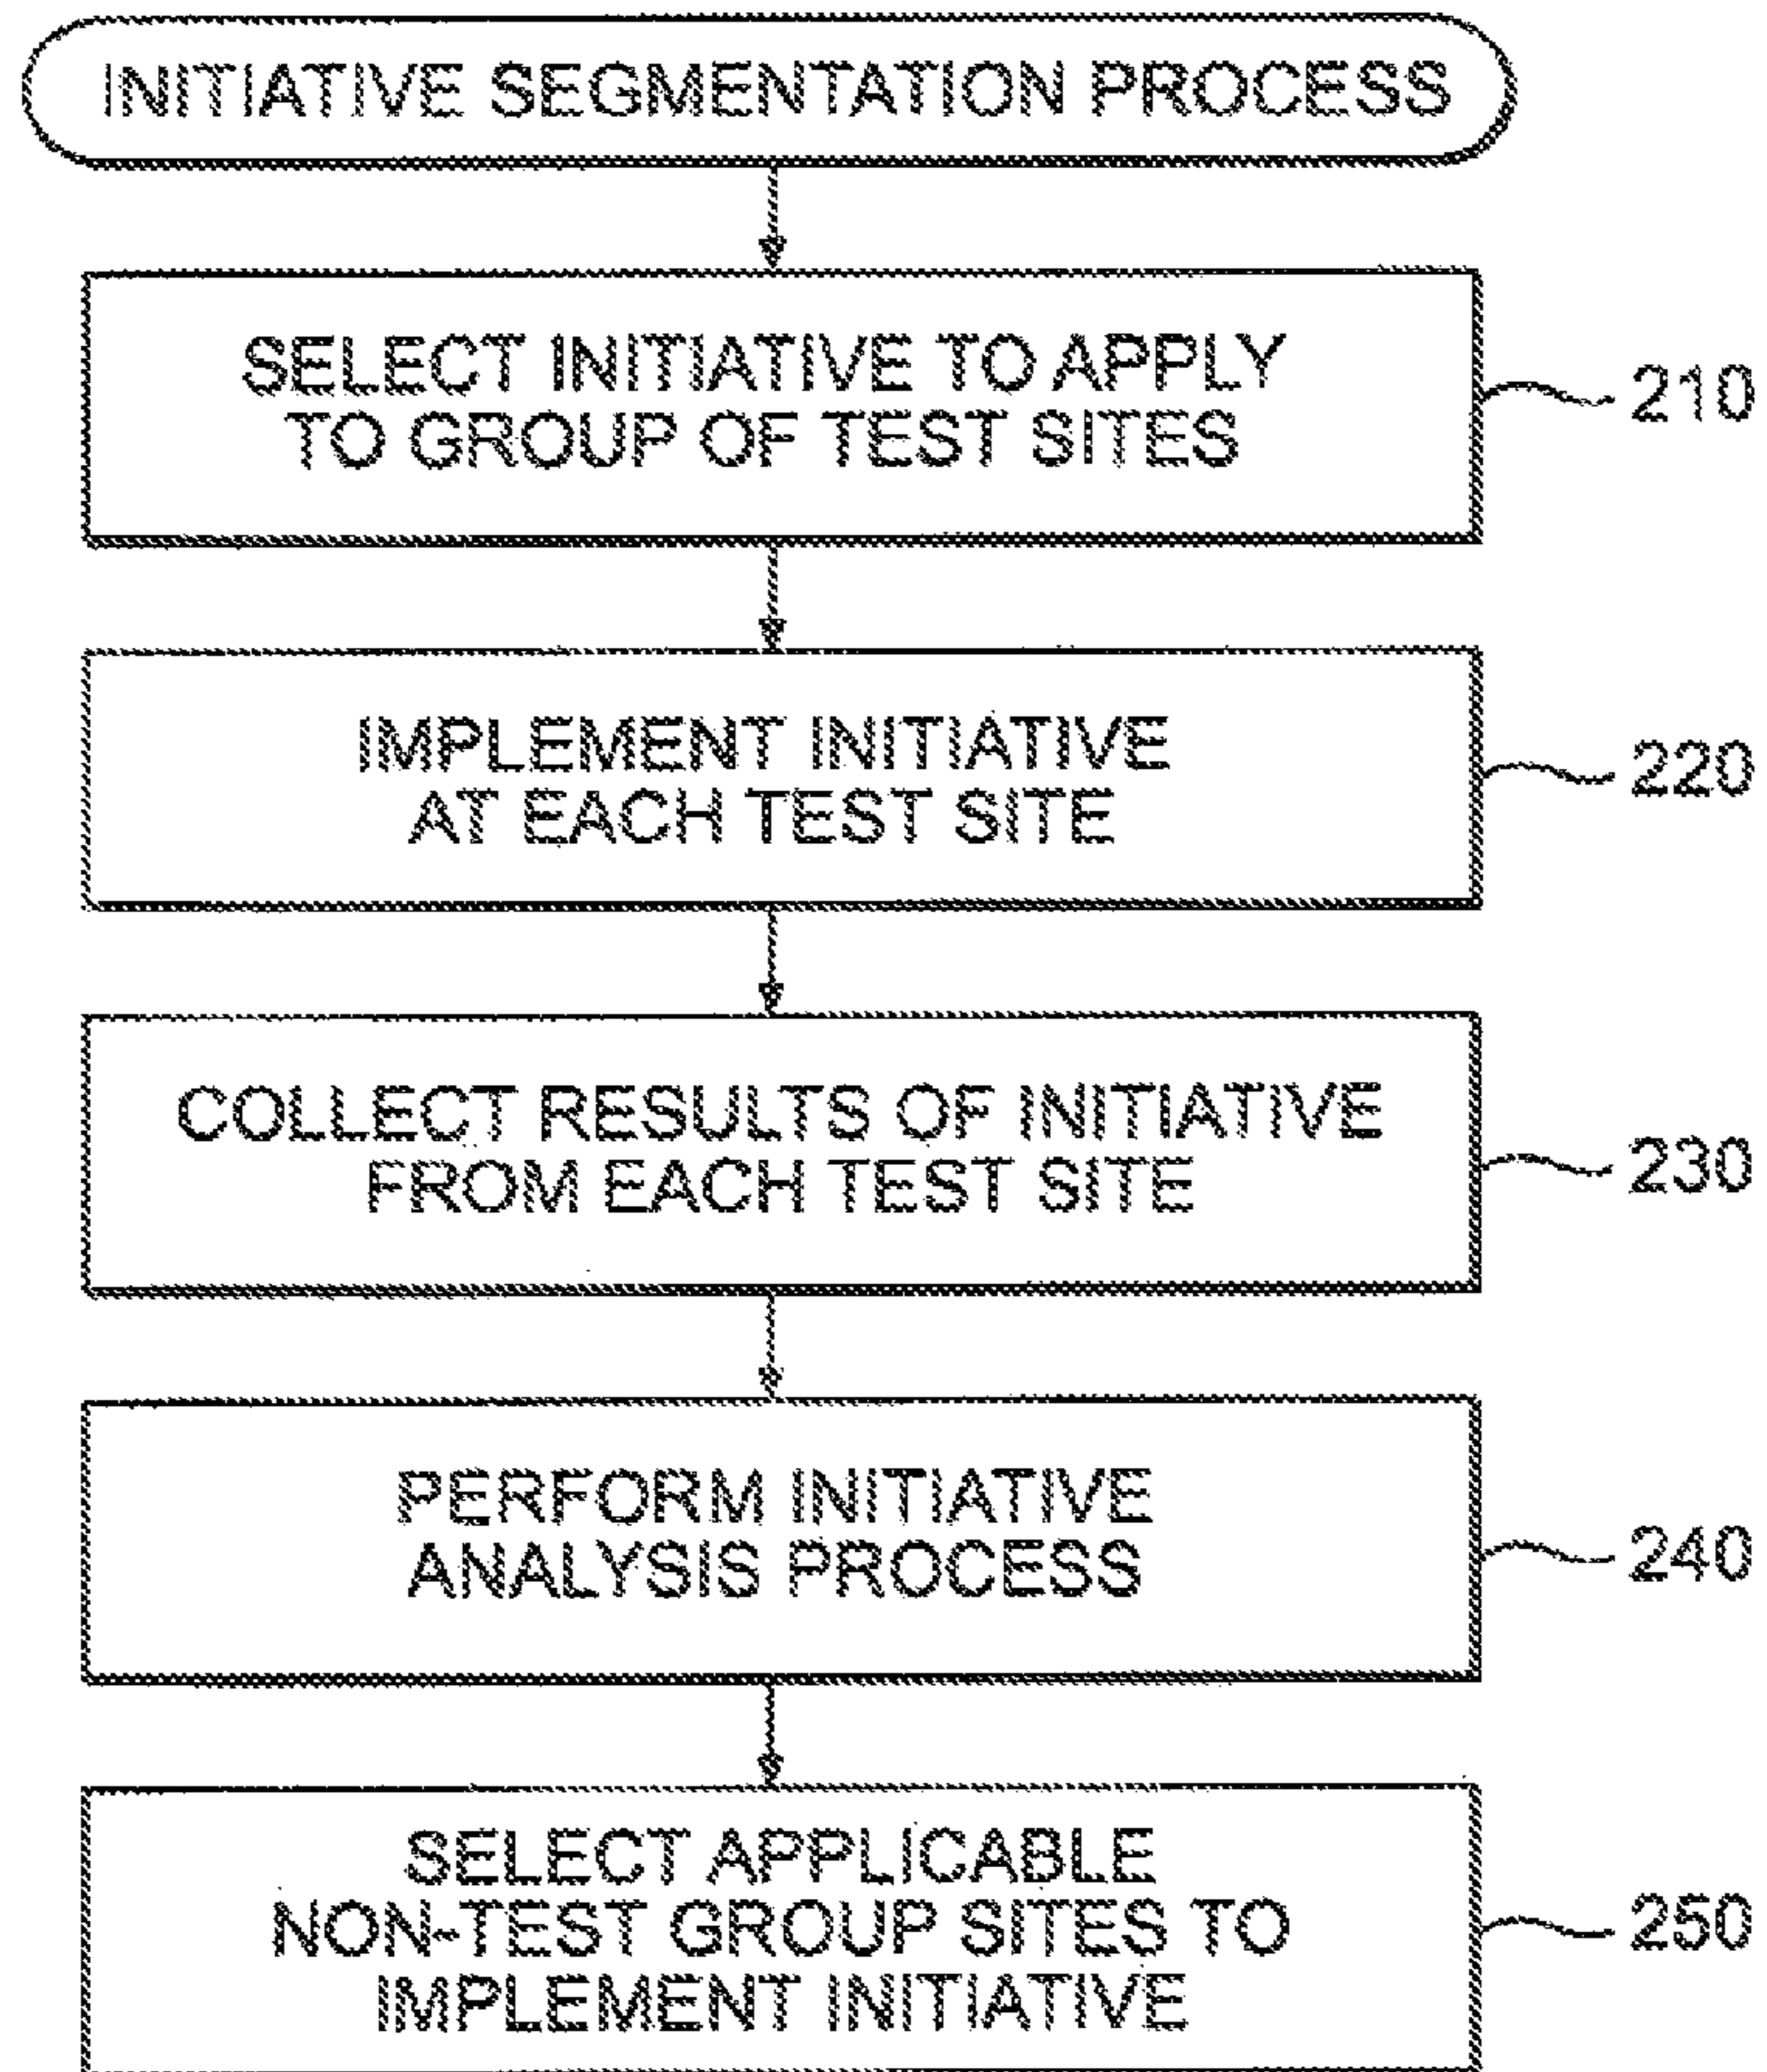 INITIATIVE SEGMENTATION PROCESS
SELECT INITIATIVE TO APPLY
TO GROUP OF TEST SITES
210
IMPLEMENT INITIATIVE
AT EACH TEST SITE
220
COLLECT RESULTS OF INITIATIVE
FROM EACH TEST SITE
230
PERFORM INITIATIVE
ANALYSIS PROCESS
240
SELECT APPLICABLE
NON-TEST GROUP SITES TO
IMPLEMENT INITIATIVE
250